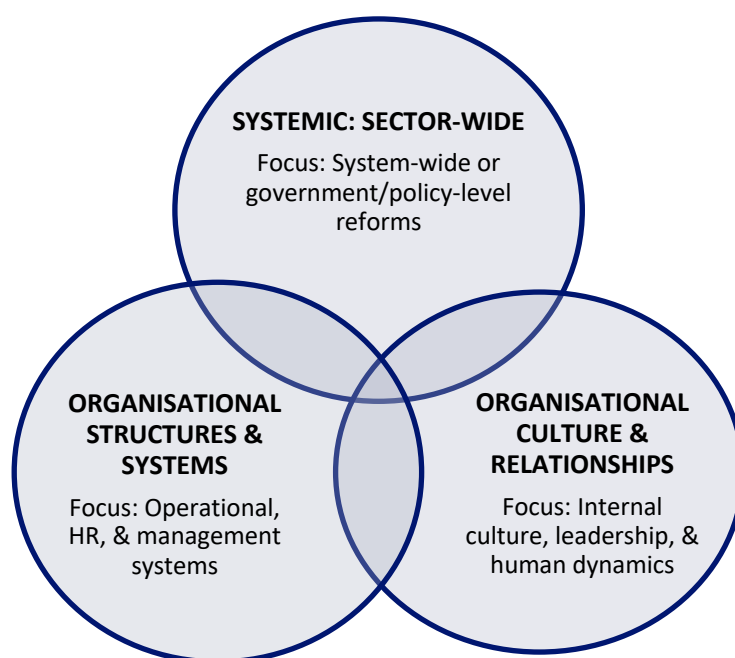 SYSTEMIC: SECTOR-WIDE
Focus: System-wide or
government/policy-level
reforms
ORGANISATIONAL
STRUCTURES &
SYSTEMS
Focus: Operational,
HR, & management
systems
ORGANISATIONAL
CULTURE &
RELATIONSHIPS
Focus: Internal
culture, leadership, &
human dynamics